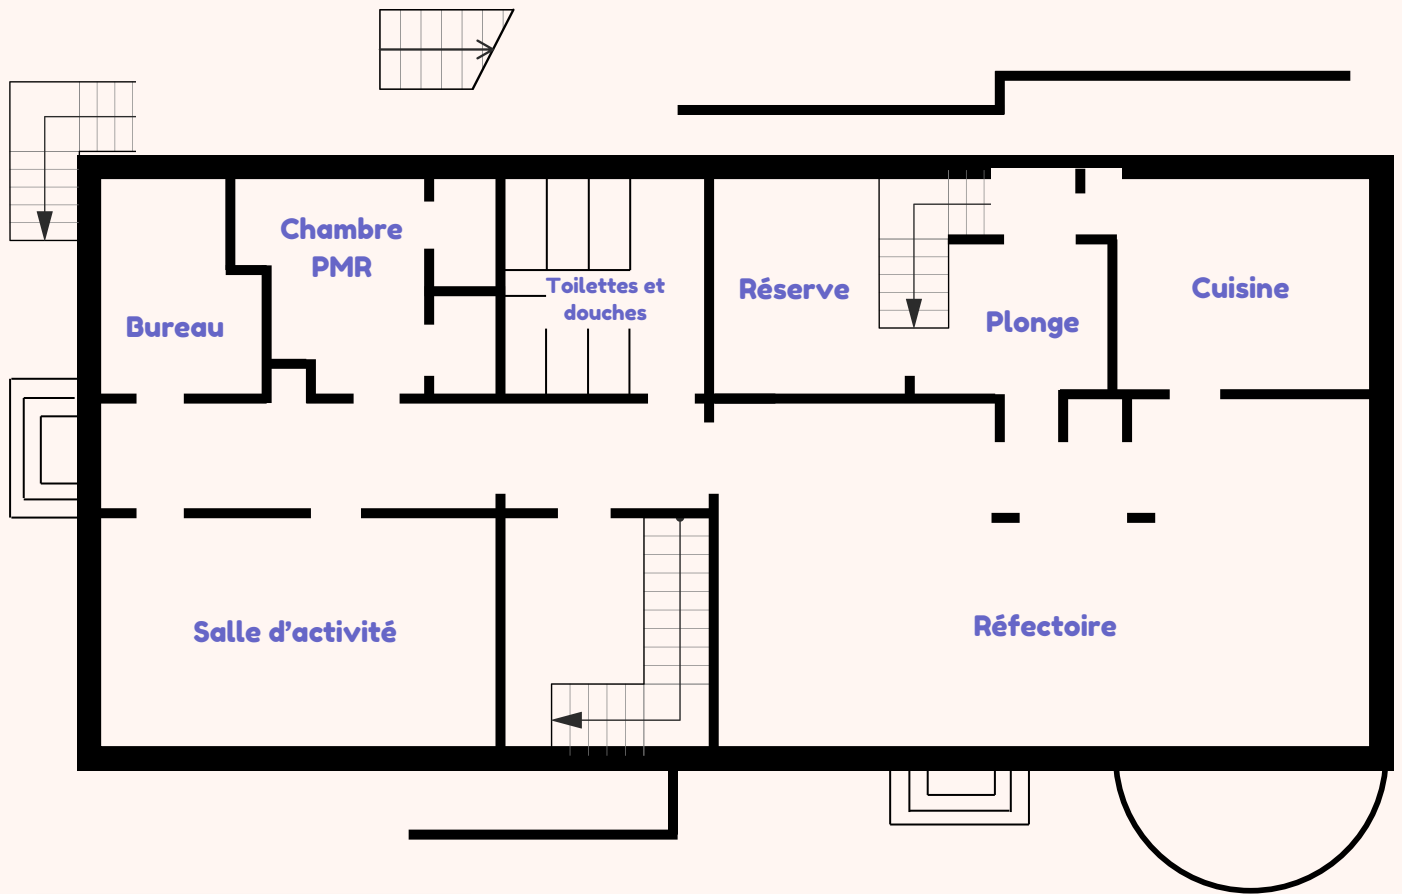 Chambre
PMR
Bureau
Toilettes et
douches
Réserve
Plonge
Cuisine
Salle d’activité
Réfectoire